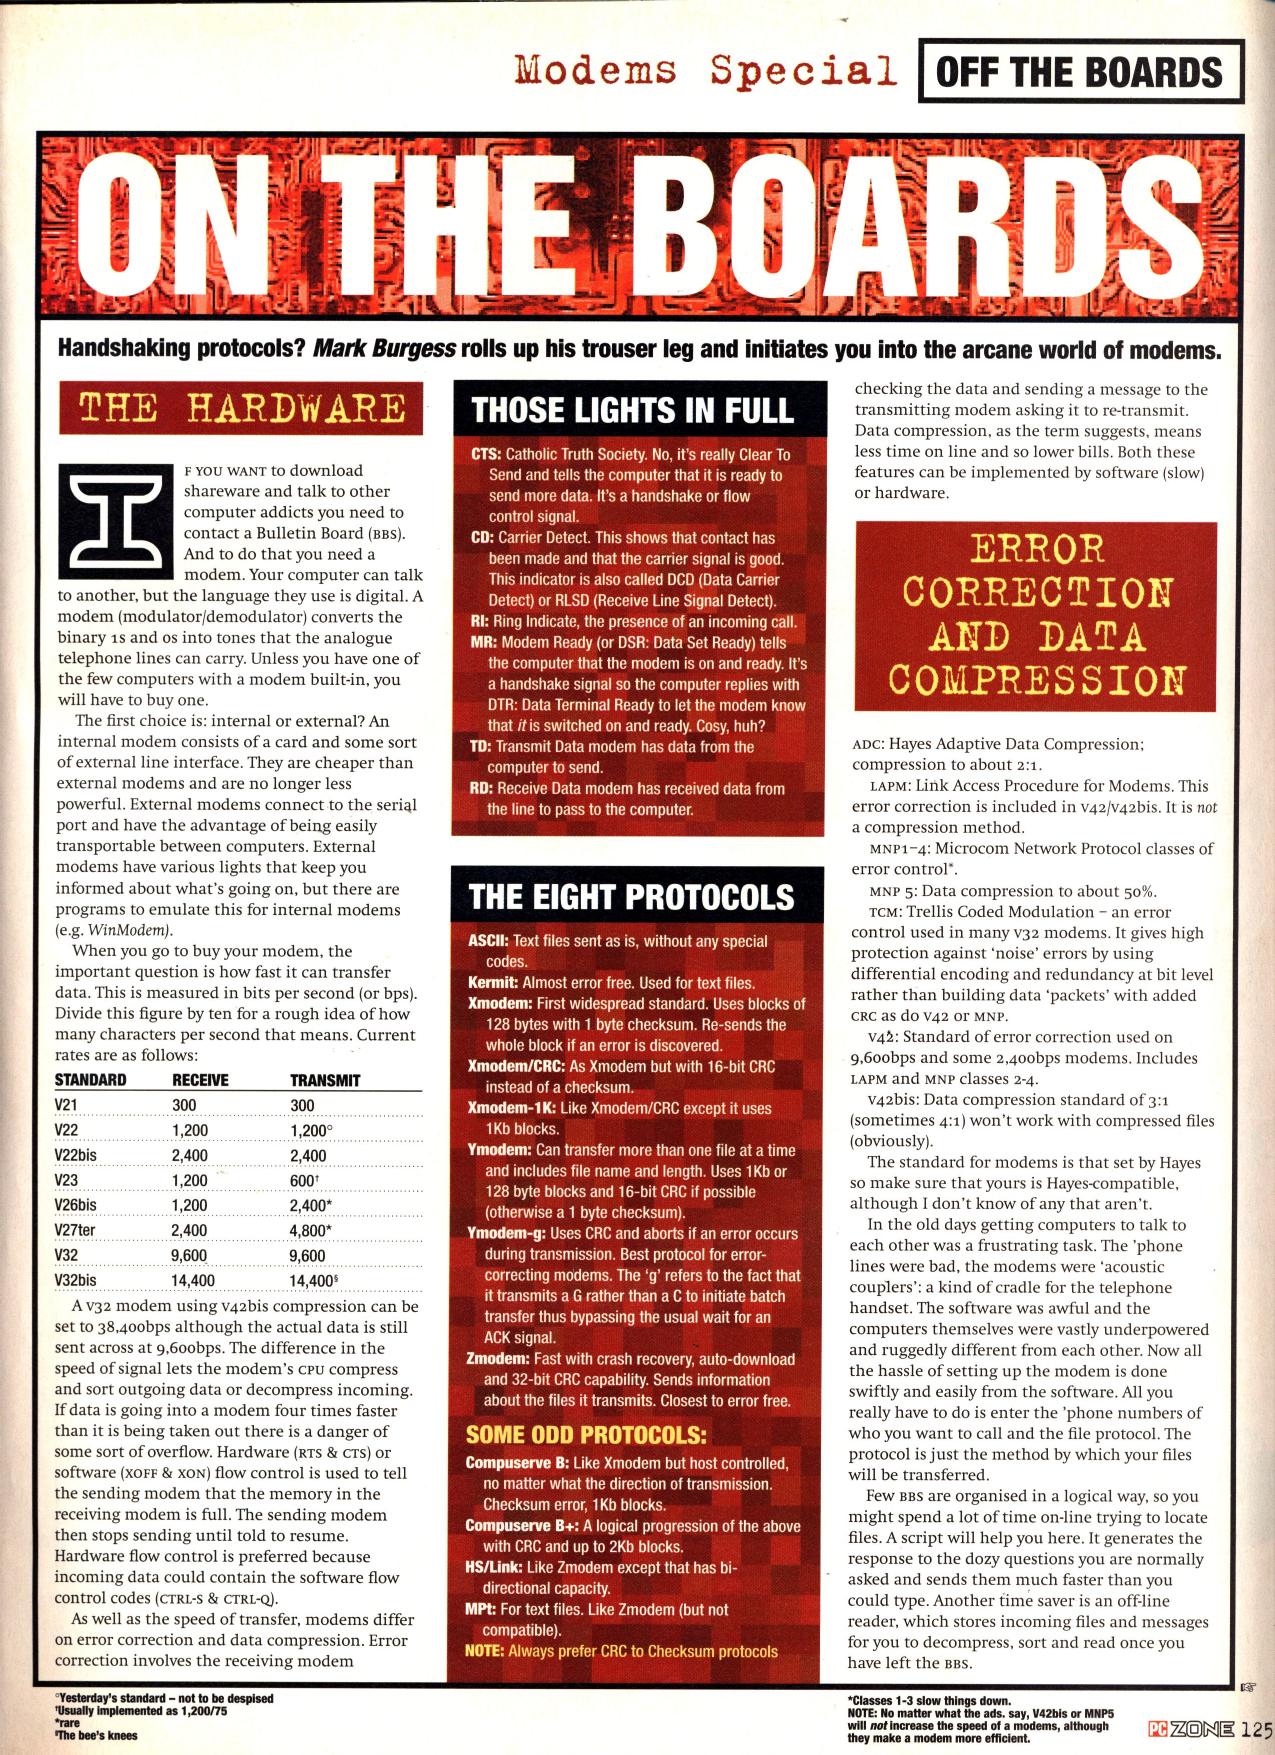 Modems Special OFF THE BOARDS
ON THE BOARDS
Handshaking protocols? Mark Burgess rolls up his trouser leg and initiates you into the arcane world of modems.
THE HARDWARE
IF YOU WANT to download
shareware and talk to other
computer addicts you need to
contact a Bulletin Board (BBS).
And to do that you need a
modem. Your computer can talk
to another, but the language they use is digital. A
modem (modulator/demodulator) converts the
binary 1s and 0s into tones that the analogue
telephone lines can carry. Unless you have one of
the few computers with a modem built-in, you
will have to buy one.
The first choice is: internal or external? An
internal modem consists of a card and some sort
of external line interface. They are cheaper than
external modems and are no longer less
powerful. External modems connect to the serial
port and have the advantage of being easily
transportable between computers. External
modems have various lights that keep you
informed about what's going on, but there are
programs to emulate this for internal modems
(e.g. WinModem).
When you go to buy your modem, the
important question is how fast it can transfer
data. This is measured in bits per second (or bps).
Divide this figure by ten for a rough idea of how
many characters per second that means. Current
rates are as follows:
STANDARD RECEIVE TRANSMIT
V21 300 300
V22 1,200 1,200°
V22bis 2,400 2,400
V23 1,200 600†
V26bis 1,200 2,400*
V27ter 2,400 4,800*
V32 9,600 9,600
V32bis 14,400 14,400§
A V32 modem using V42bis compression can be
set to 38,400bps although the actual data is still
sent across at 9,600bps. The difference in the
speed of signal lets the modem's CPU compress
and sort outgoing data or decompress incoming.
If data is going into a modem four times faster
than it is being taken out there is a danger of
some sort of overflow. Hardware (RTS & CTS) or
software (XOFF & XON) flow control is used to tell
the sending modem that the memory in the
receiving modem is full. The sending modem
then stops sending until told to resume.
Hardware flow control is preferred because
incoming data could contain the software flow
control codes (CTRL-S & CTRL-Q).
As well as the speed of transfer, modems differ
on error correction and data compression. Error
correction involves the receiving modem
°Yesterday's standard – not to be despised
†Usually implemented as 1,200/75
*rare
§The bee's knees
THOSE LIGHTS IN FULL
CTS: Catholic Truth Society. No, it's really Clear To
Send and tells the computer that it is ready to
send more data. It's a handshake or flow
control signal.
CD: Carrier Detect. This shows that contact has
been made and that the carrier signal is good.
This indicator is also called DCD (Data Carrier
Detect) or RLSD (Receive Line Signal Detect).
RI: Ring Indicate, the presence of an incoming call.
MR: Modem Ready (or DSR: Data Set Ready) tells
the computer that the modem is on and ready. It's
a handshake signal so the computer replies with
DTR: Data Terminal Ready to let the modem know
that it is switched on and ready. Cosy, huh?
TD: Transmit Data modem has data from the
computer to send.
RD: Receive Data modem has received data from
the line to pass to the computer.
THE EIGHT PROTOCOLS
ASCII: Text files sent as is, without any special
codes.
Kermit: Almost error free. Used for text files.
Xmodem: First widespread standard. Uses blocks of
128 bytes with 1 byte checksum. Re-sends the
whole block if an error is discovered.
Xmodem/CRC: As Xmodem but with 16-bit CRC
instead of a checksum.
Xmodem-1K: Like Xmodem/CRC except it uses
1Kb blocks.
Ymodem: Can transfer more than one file at a time
and includes file name and length. Uses 1Kb or
128 byte blocks and 16-bit CRC if possible
(otherwise a 1 byte checksum).
Ymodem-g: Uses CRC and aborts if an error occurs
during transmission. Best protocol for error-
correcting modems. The 'g' refers to the fact that
it transmits a G rather than a C to initiate batch
transfer thus bypassing the usual wait for an
ACK signal.
Zmodem: Fast with crash recovery, auto-download
and 32-bit CRC capability. Sends information
about the files it transmits. Closest to error free.
SOME ODD PROTOCOLS:
Compuserve B: Like Xmodem but host controlled,
no matter what the direction of transmission.
Checksum error, 1Kb blocks.
Compuserve B+: A logical progression of the above
with CRC and up to 2Kb blocks.
HS/Link: Like Zmodem except that has bi-
directional capacity.
MPt: For text files. Like Zmodem (but not
compatible).
NOTE: Always prefer CRC to Checksum protocols
checking the data and sending a message to the
transmitting modem asking it to re-transmit.
Data compression, as the term suggests, means
less time on line and so lower bills. Both these
features can be implemented by software (slow)
or hardware.
ERROR
CORRECTION
AND DATA
COMPRESSION
ADC: Hayes Adaptive Data Compression;
compression to about 2:1.
LAPM: Link Access Procedure for Modems. This
error correction is included in V42/V42bis. It is not
a compression method.
MNP1–4: Microcom Network Protocol classes of
error control*.
MNP 5: Data compression to about 50%.
TCM: Trellis Coded Modulation – an error
control used in many V32 modems. It gives high
protection against 'noise' errors by using
differential encoding and redundancy at bit level
rather than building data 'packets' with added
CRC as do V42 or MNP.
V42: Standard of error correction used on
9,600bps and some 2,400bps modems. Includes
LAPM and MNP classes 2-4.
V42bis: Data compression standard of 3:1
(sometimes 4:1) won't work with compressed files
(obviously).
The standard for modems is that set by Hayes
so make sure that yours is Hayes-compatible,
although I don't know of any that aren't.
In the old days getting computers to talk to
each other was a frustrating task. The 'phone
lines were bad, the modems were 'acoustic
couplers': a kind of cradle for the telephone
handset. The software was awful and the
computers themselves were vastly underpowered
and ruggedly different from each other. Now all
the hassle of setting up the modem is done
swiftly and easily from the software. All you
really have to do is enter the 'phone numbers of
who you want to call and the file protocol. The
protocol is just the method by which your files
will be transferred.
Few BBS are organised in a logical way, so you
might spend a lot of time on-line trying to locate
files. A script will help you here. It generates the
response to the dozy questions you are normally
asked and sends them much faster than you
could type. Another time saver is an off-line
reader, which stores incoming files and messages
for you to decompress, sort and read once you
have left the BBS.
*Classes 1-3 slow things down.
NOTE: No matter what the ads. say, V42bis or MNP5
will not increase the speed of a modems, although
they make a modem more efficient.
PC ZONE 125